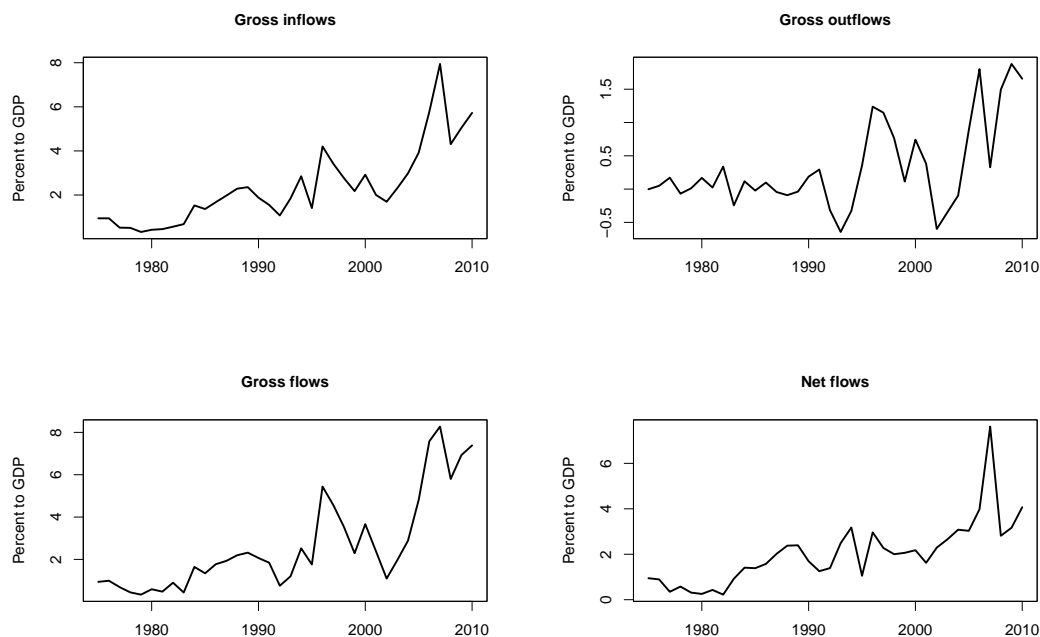 Gross inflows
Percent to GDP
8
6
4
2
1980 1990 2000 2010
Gross outflows
Percent to GDP
1.5
0.5
−0.5
1980 1990 2000 2010
Gross flows
Percent to GDP
8
6
4
2
1980 1990 2000 2010
Net flows
Percent to GDP
6
4
2
0
1980 1990 2000 2010